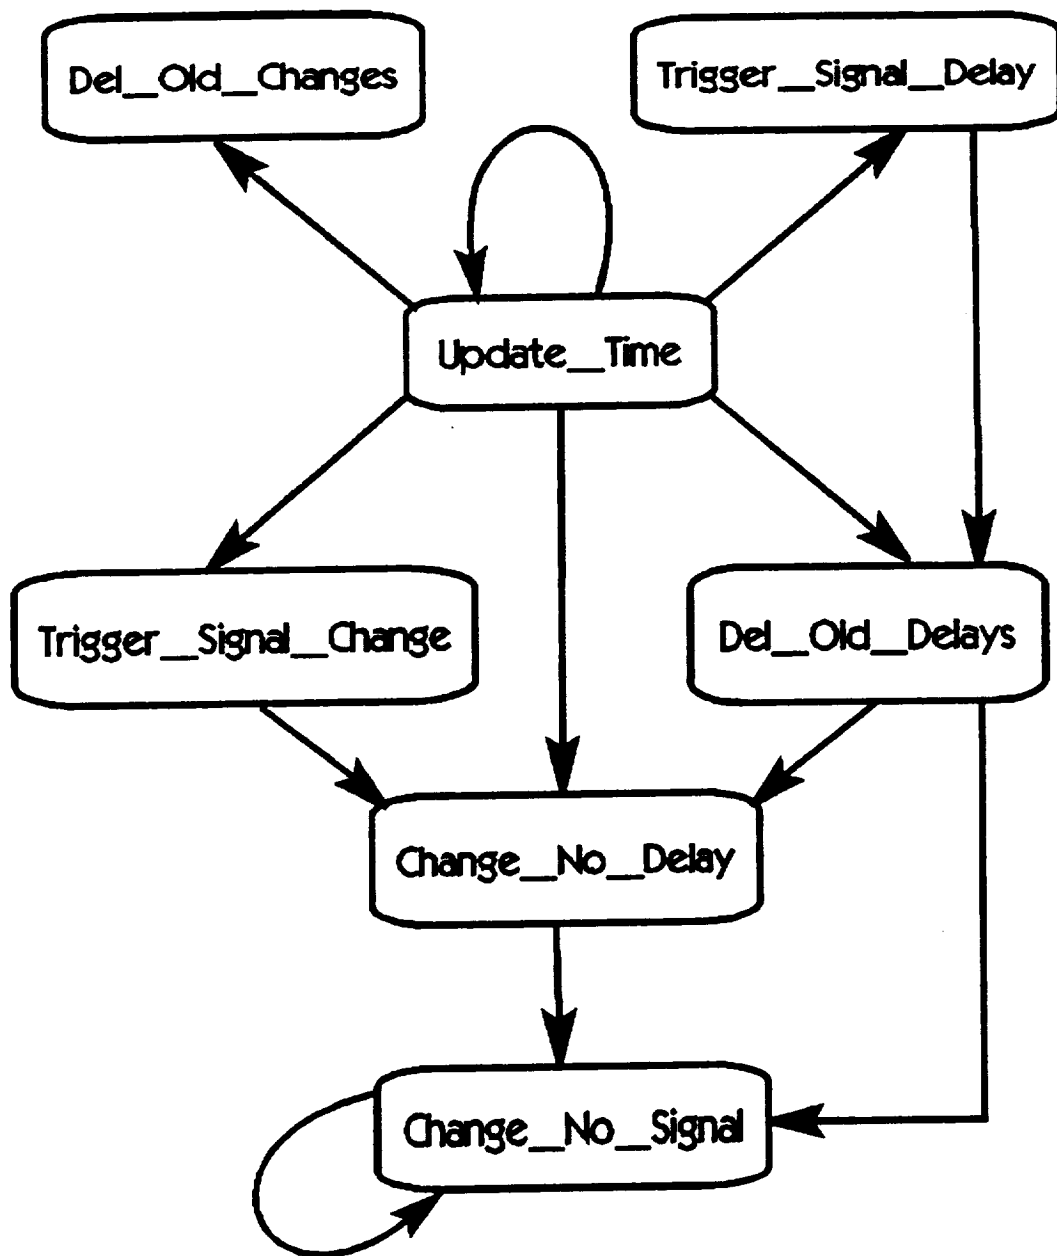 Del__Old__Changes
Trigger__Signal__Delay
Update__Time
Trigger__Signal__Change
Del__Old__Delays
Change__No__Delay
Change__No__Signal